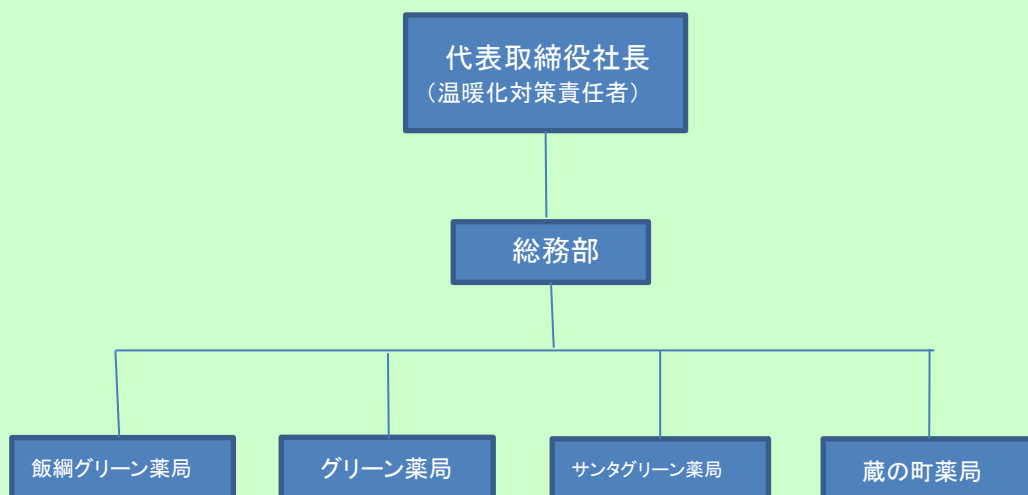 代表取締役社長
（温暖化対策責任者）
総務部
飯綱グリーン薬局
グリーン薬局
サンタグリーン薬局
蔵の町薬局